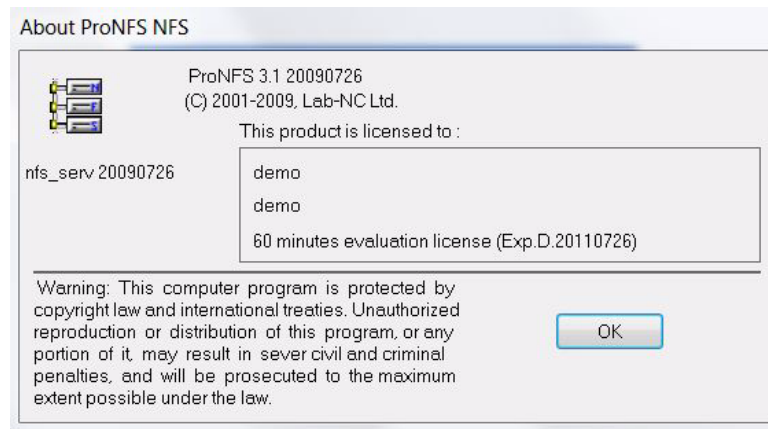 About ProNFS NFS
ProNFS 3.1 20090726
(C) 2001-2009, Lab-NC Ltd.
This product is licensed to :
nfs_serv 20090726
demo
demo
60 minutes evaluation license (Exp.D.20110726)
Warning: This computer program is protected by
copyright law and international treaties. Unauthorized
reproduction or distribution of this program, or any
portion of it, may result in sever civil and criminal
penalties, and will be prosecuted to the maximum
extent possible under the law.
OK
N
F
S